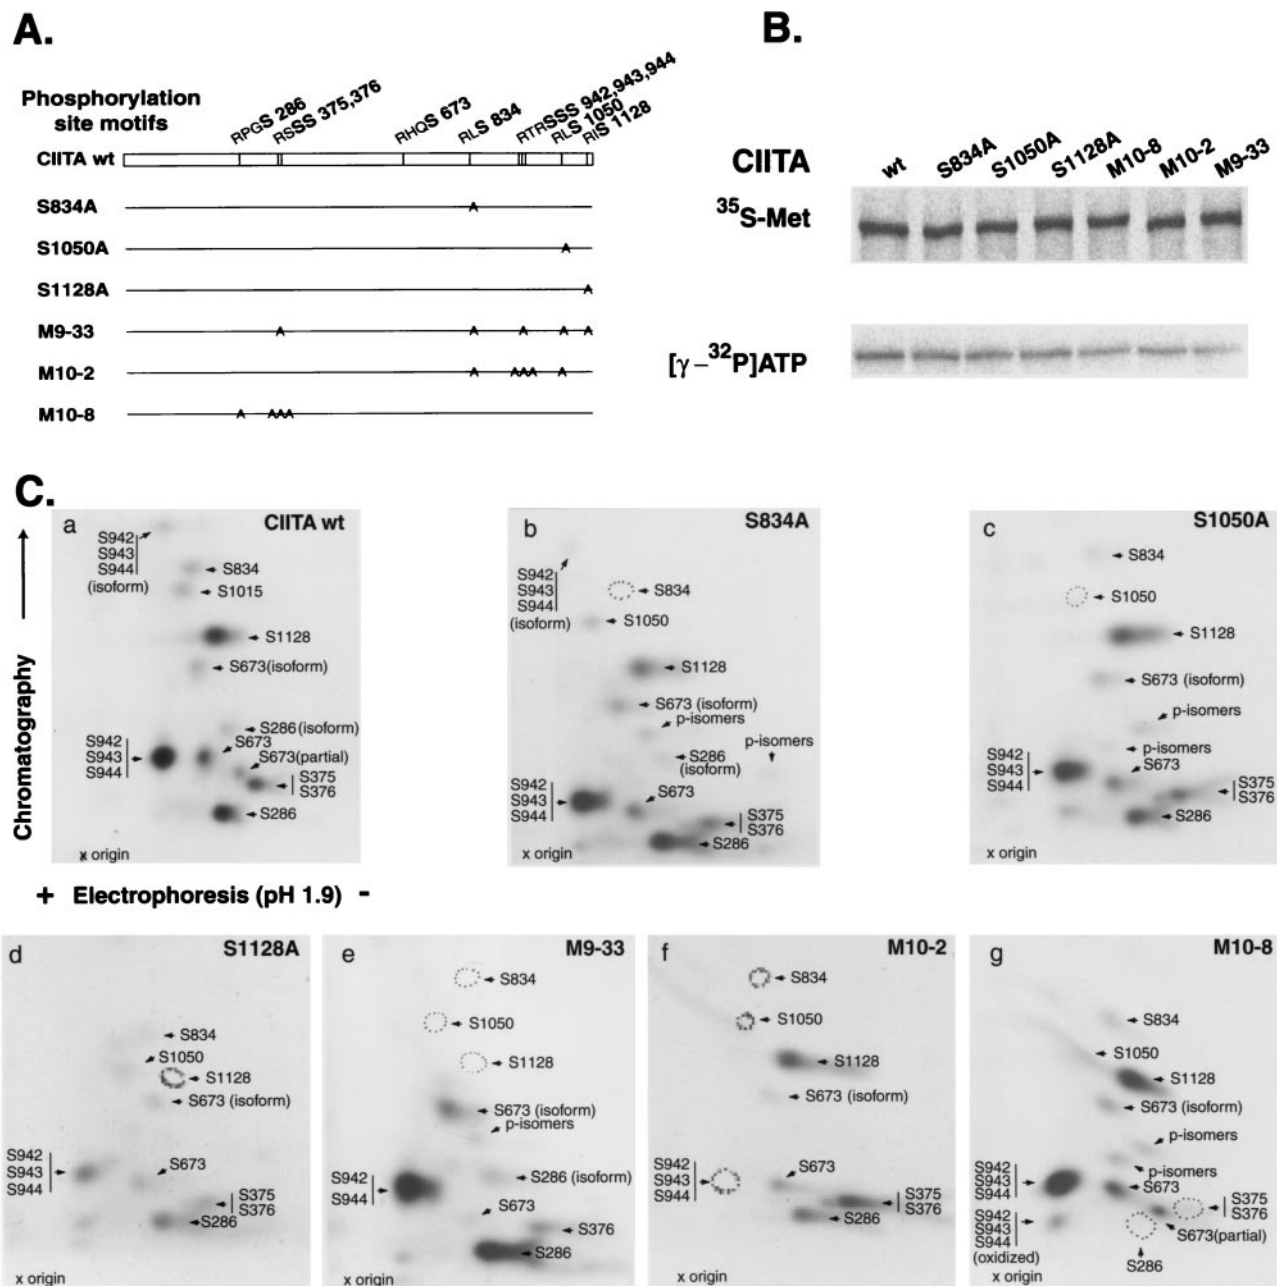 A.
Phosphorylation
site motifs
RPGS 286
RSSS 375,376
RHQS 673
RLS 834
RTRSSS 942,943,944
RLS 1050
RIS 1128
CIITA wt
S834A
A
S1050A
A
S1128A
A
M9-33
A A A A A
M10-2
A AAA A
M10-8
A AAA
B.
CIITA
wt
S834A
S1050A
S1128A
M10-8
M10-2
M9-33
35S-Met
[γ–32P]ATP
C.
Chromatography
a
CIITA wt
S942
S943
S944
(isoform)
S834
S1015
S1128
S673(isoform)
S286(isoform)
S942
S943
S944
S673
S673(partial)
S375
S376
S286
x origin
b
S834A
S942
S943
S944
(isoform)
S834
S1050
S1128
S673 (isoform)
p-isomers
p-isomers
S286
(isoform)
S942
S943
S944
S673
S375
S376
S286
x origin
c
S1050A
S834
S1050
S1128
S673 (isoform)
p-isomers
p-isomers
S942
S943
S944
S673
S375
S376
S286
x origin
+ Electrophoresis (pH 1.9) -
d
S1128A
S834
S1050
S1128
S673 (isoform)
S942
S943
S944
S673
S375
S376
S286
x origin
e
M9-33
S834
S1050
S1128
S673 (isoform)
p-isomers
S942
S944
S286 (isoform)
S673
S376
S286
x origin
f
M10-2
S834
S1050
S1128
S673 (isoform)
S942
S943
S944
S673
S375
S376
S286
x origin
g
M10-8
S834
S1050
S1128
S673 (isoform)
p-isomers
p-isomers
S942
S943
S944
S673
S375
S376
S942
S943
S944
(oxidized)
S673(partial)
S286
x origin